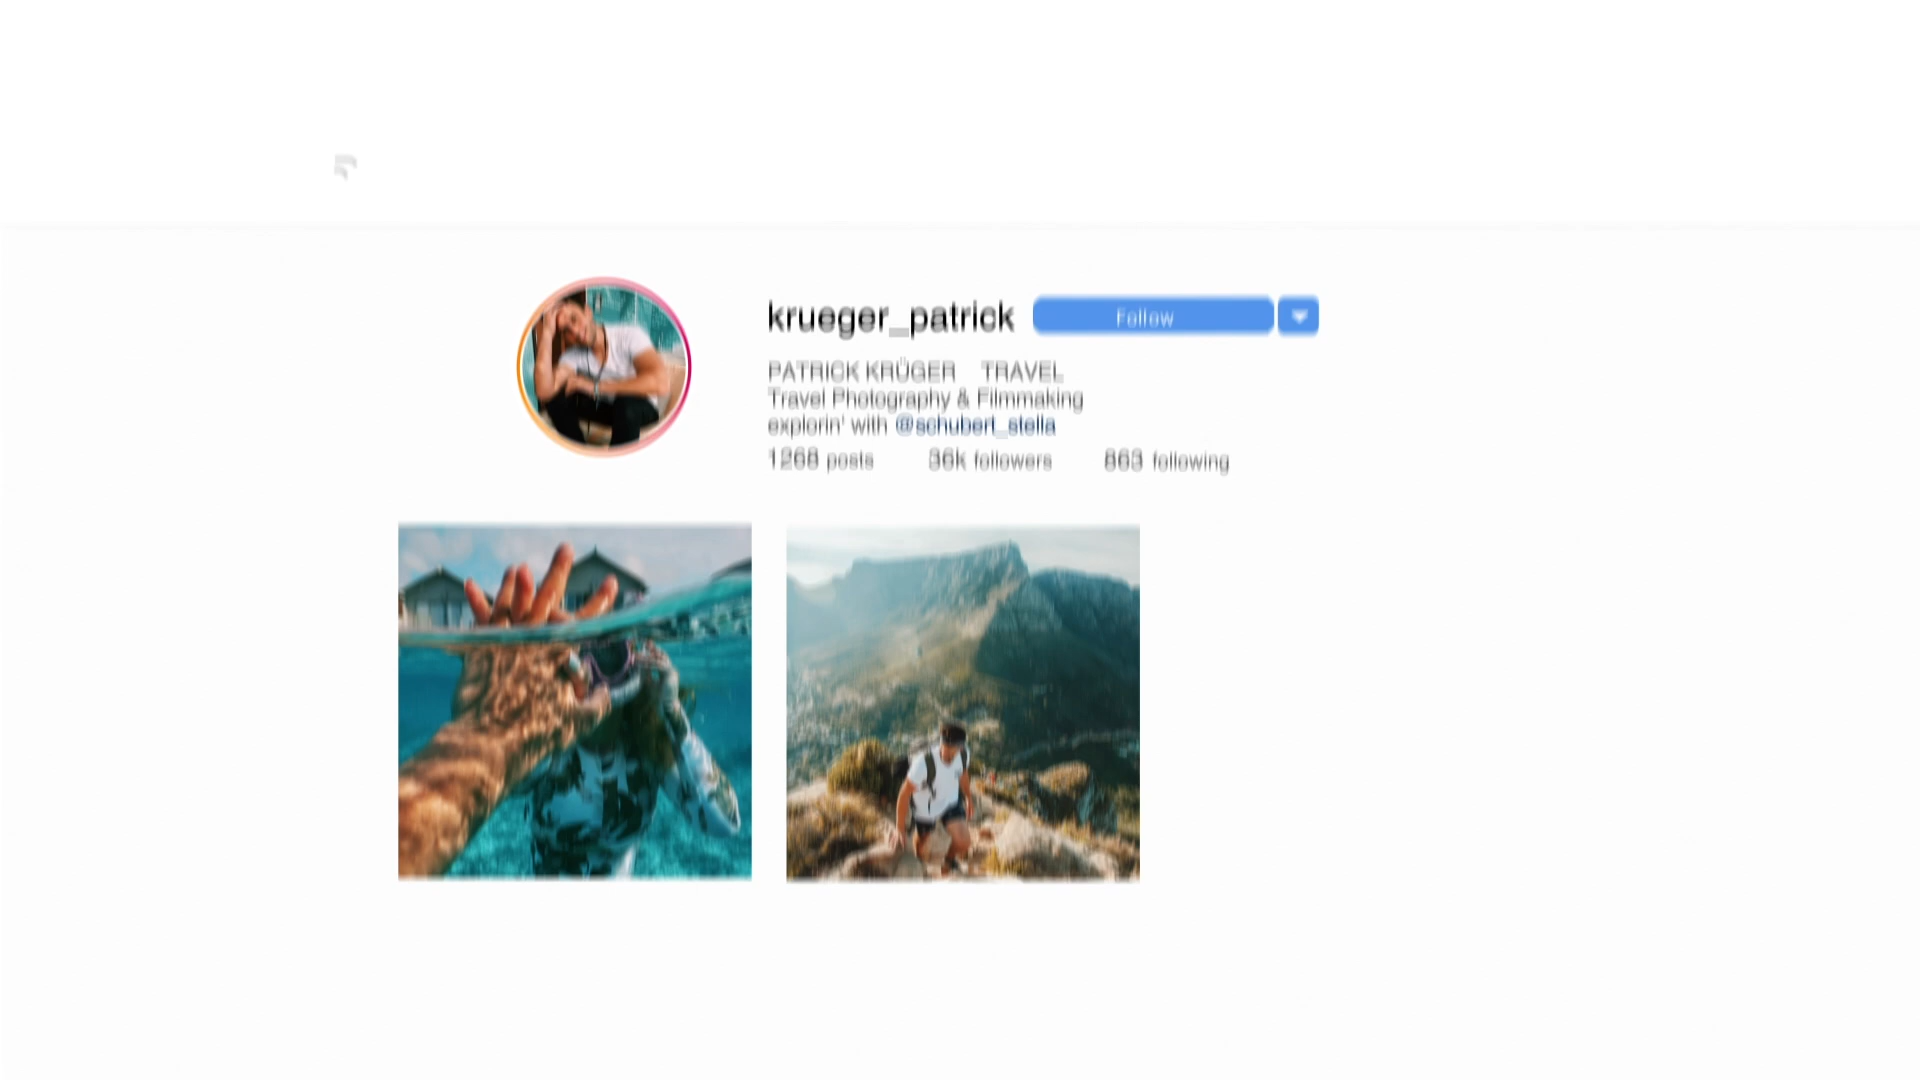 krueger_patrick Follow
PATRICK KRÜGER TRAVEL
Travel Photography & Filmmaking
explorin' with @schubert_stella
1268 posts 36k followers 863 following